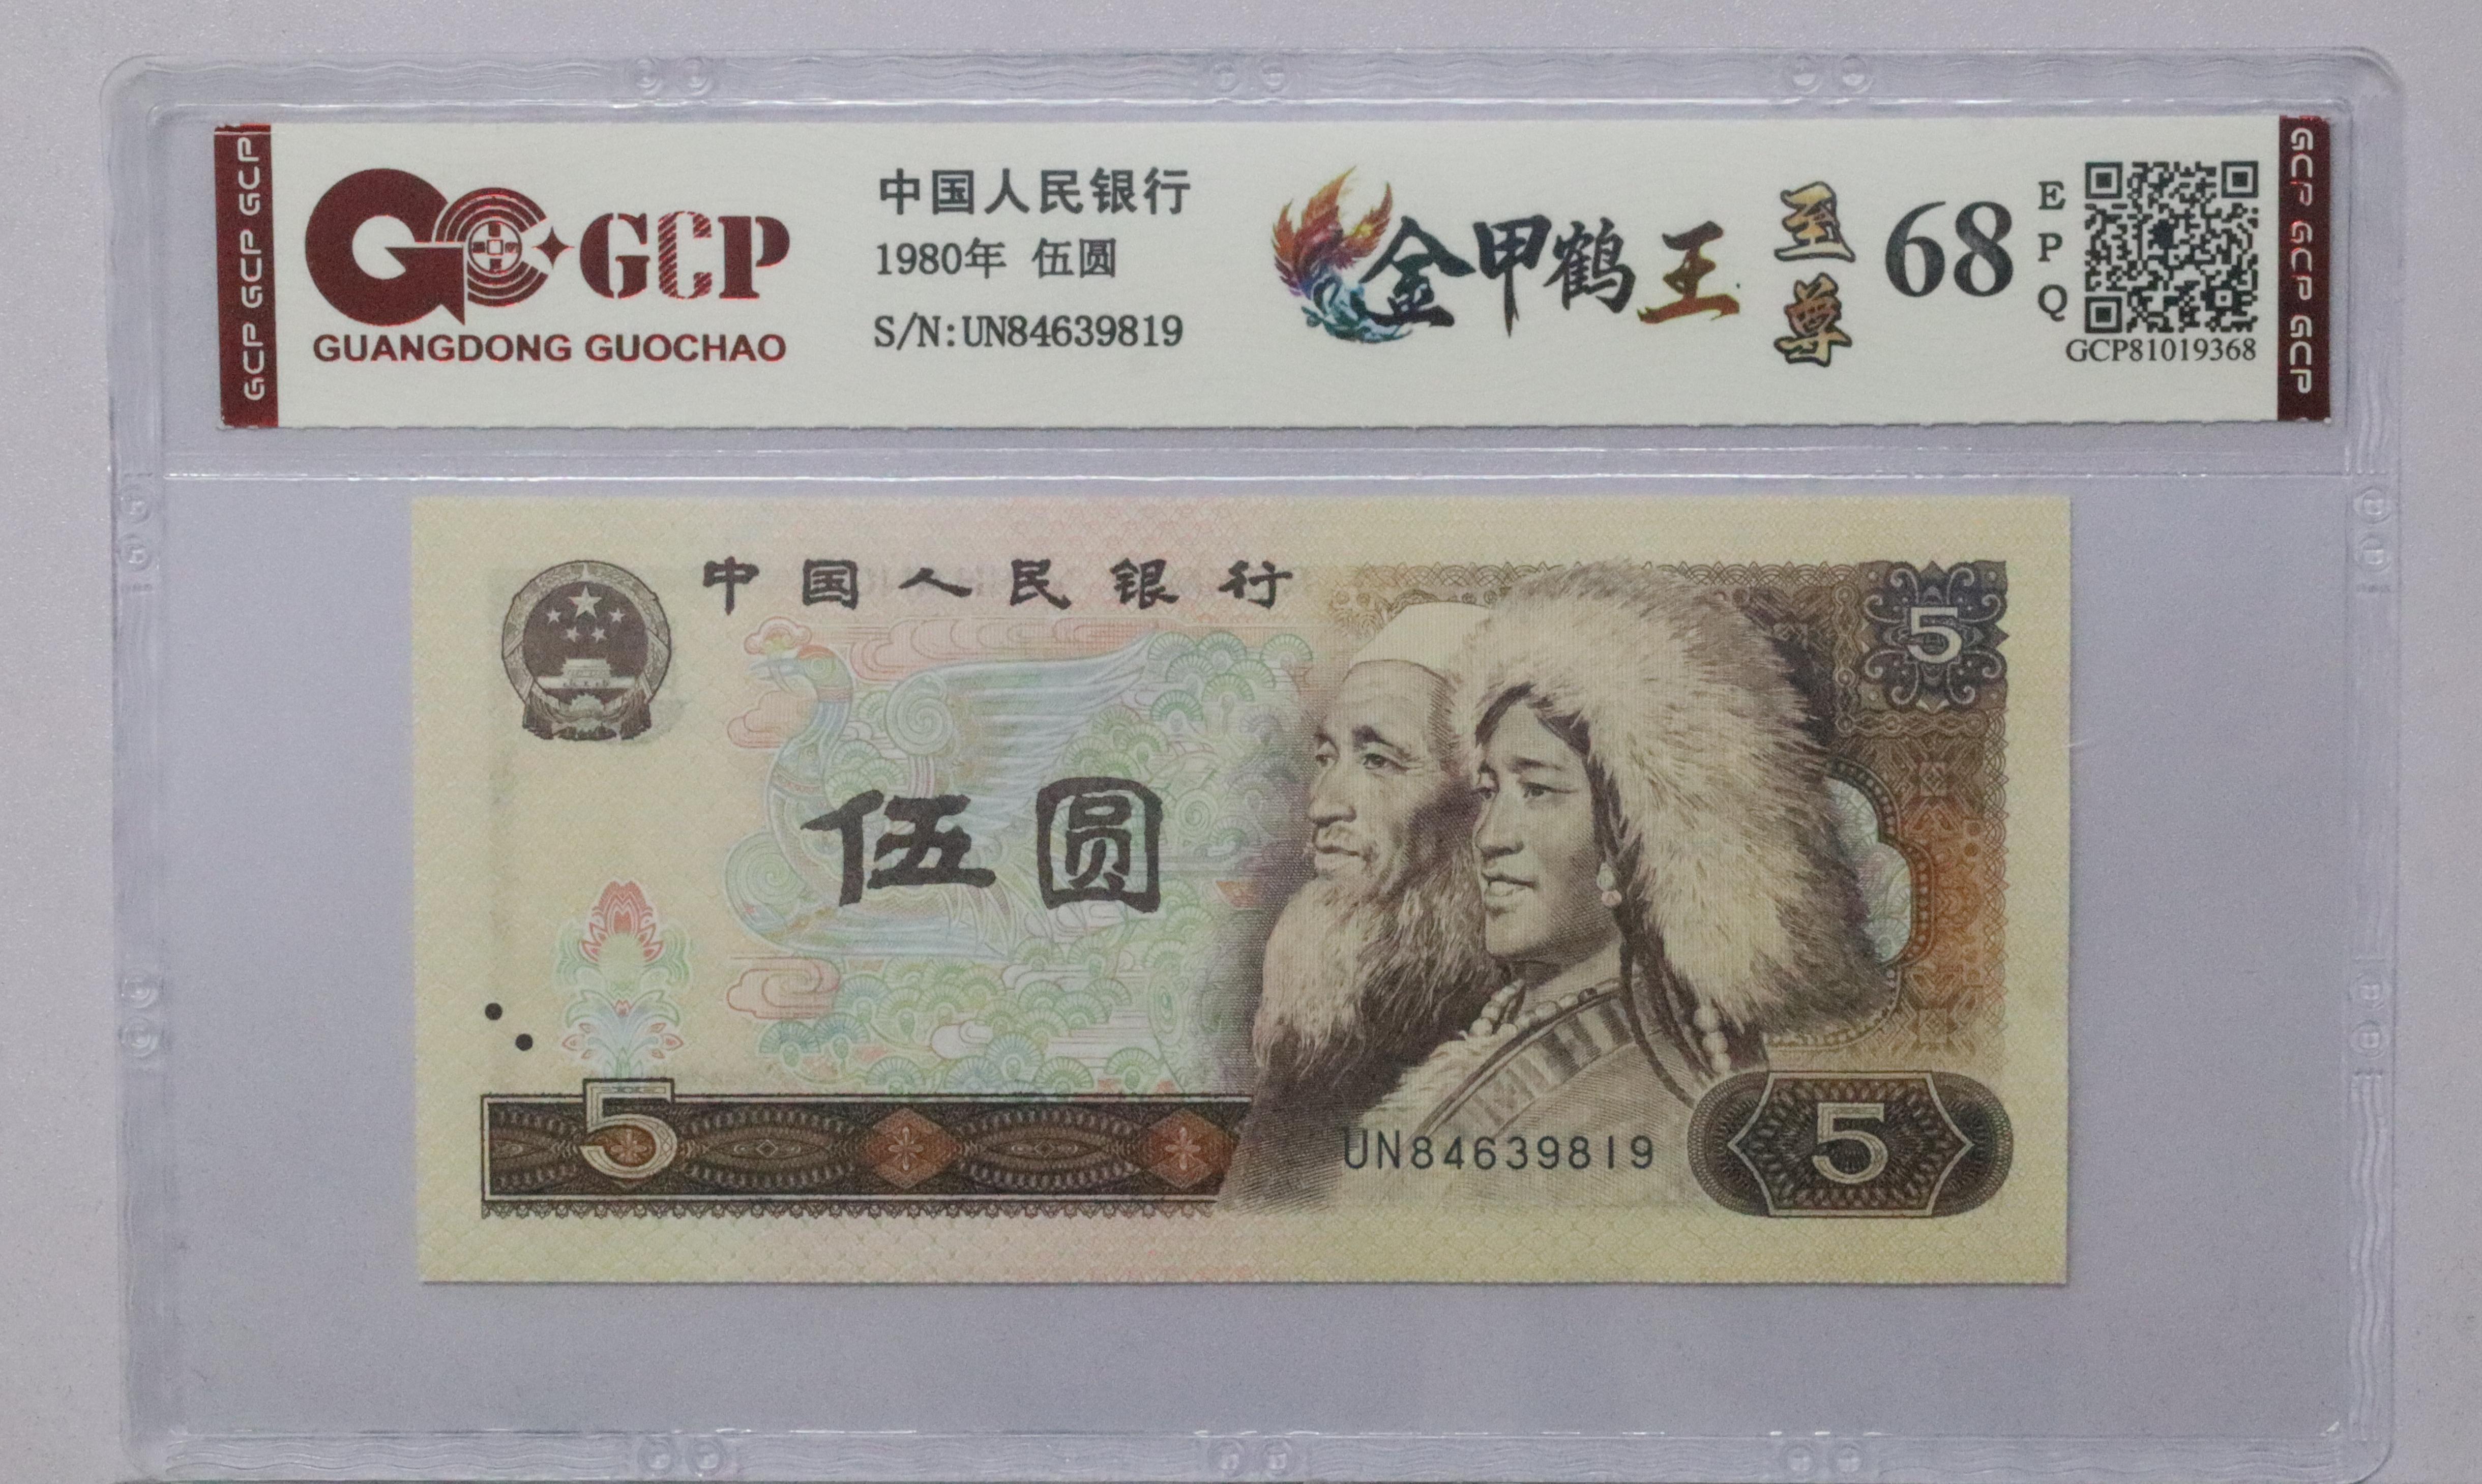 GCP GCP GCP
GCP
GUANGDONG GUOCHAO
中国人民银行
1980年 伍圆
S/N:UN84639819
金甲鹤王
至尊
68
EPQ
GCP81019368
GCP GCP GCP
中国人民银行
5
伍圆
5
UN84639819
5